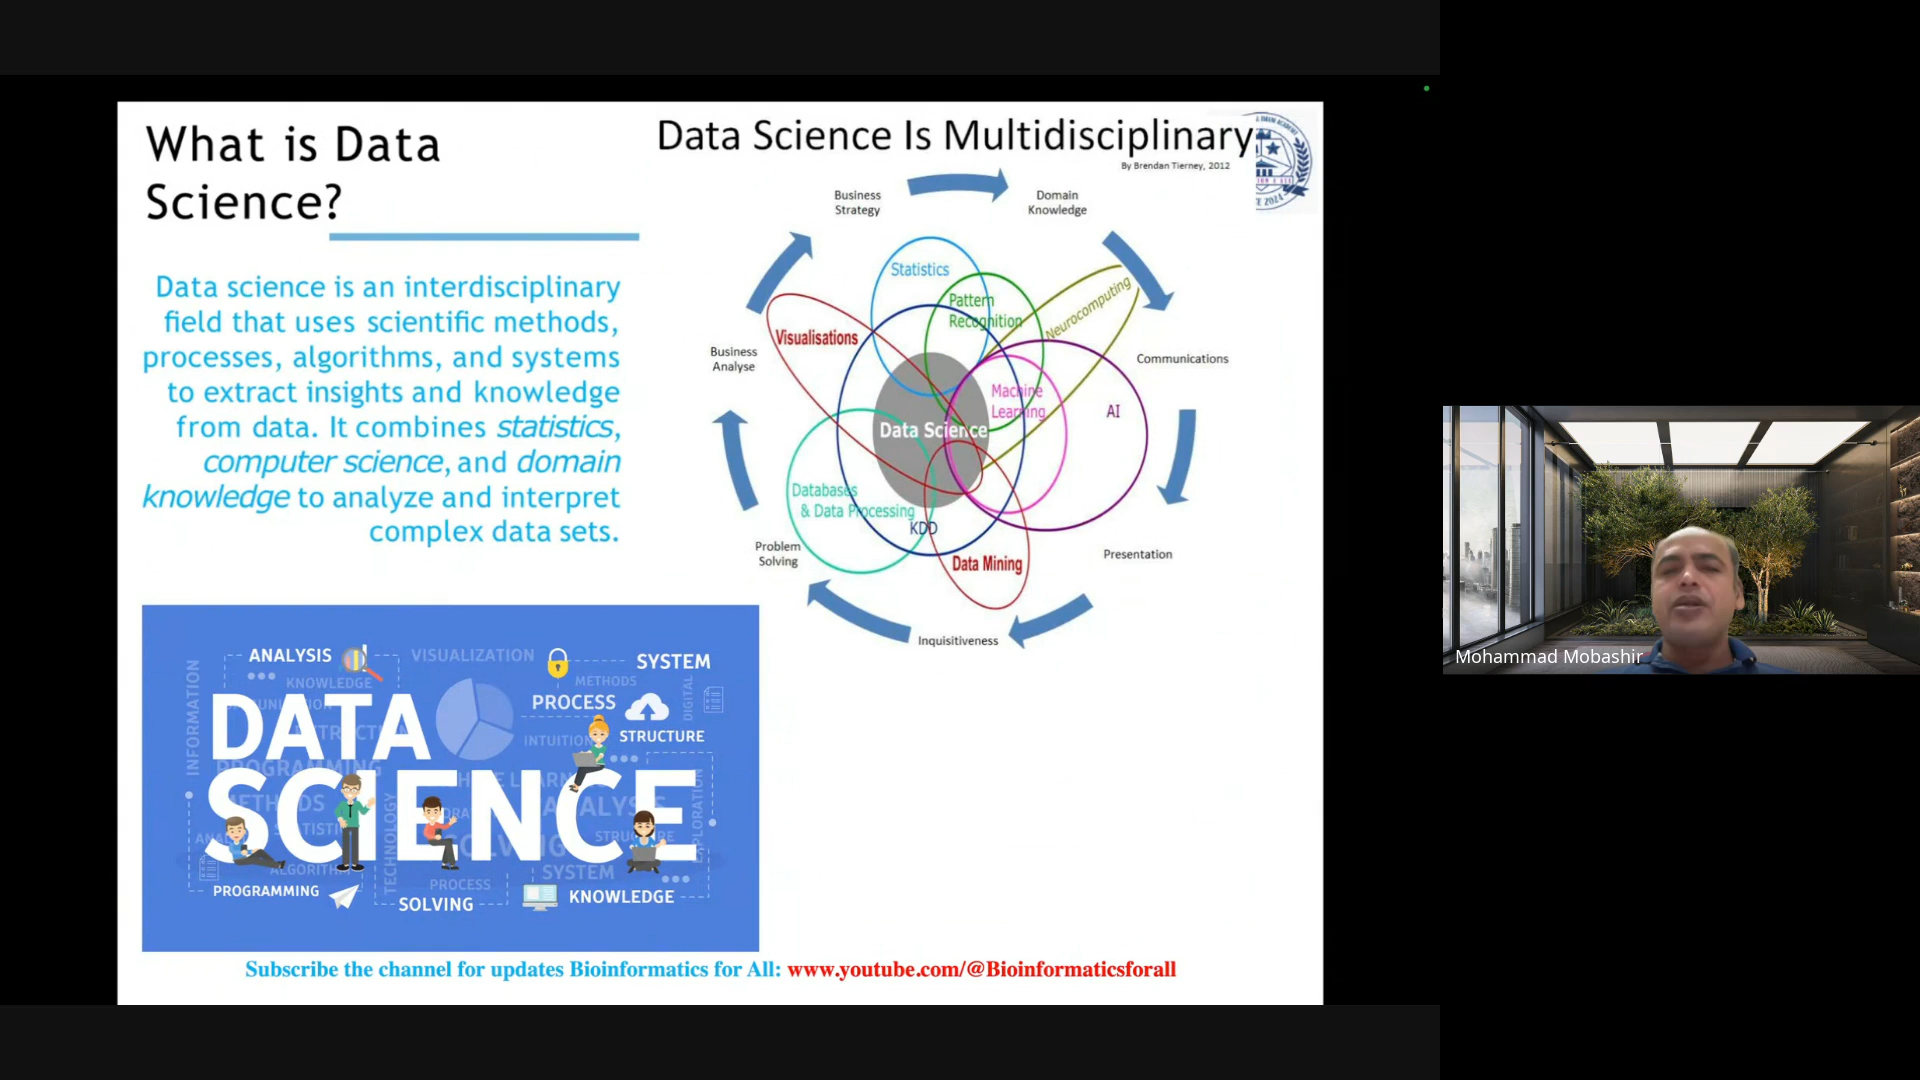 What is Data
Science?
Data science is an interdisciplinary
field that uses scientific methods,
processes, algorithms, and systems
to extract insights and knowledge
from data. It combines statistics,
computer science, and domain
knowledge to analyze and interpret
complex data sets.
Data Science Is Multidisciplinary
By Brendan Tierney, 2012
Business
Strategy
Domain
Knowledge
Statistics
Pattern
Recognition
Neurocomputing
Visualisations
Business
Analyse
Communications
Machine
Learning
AI
Data Science
Databases
& Data Processing
KDD
Problem
Solving
Data Mining
Presentation
Inquisitiveness
ANALYSIS
VISUALIZATION
SYSTEM
KNOWLEDGE
METHODS
INFORMATION
PROCESS
DIGITAL
DATA
INTUITION
STRUCTURE
PROGRAMMING
SCIENCE
METHODS
TECHNOLOGY
ALGORITHM
SYSTEM
PROGRAMMING
PROCESS
SOLVING
KNOWLEDGE
Subscribe the channel for updates Bioinformatics for All: www.youtube.com/@Bioinformaticsforall
Mohammad Mobashir